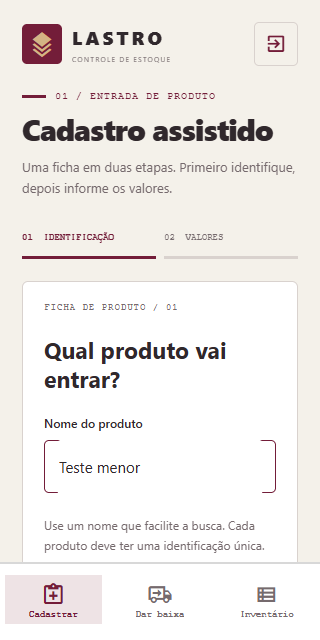 LASTRO
CONTROLE DE ESTOQUE
01 / ENTRADA DE PRODUTO
Cadastro assistido
Uma ficha em duas etapas. Primeiro identifique,
depois informe os valores.
01 IDENTIFICAÇÃO
02 VALORES
FICHA DE PRODUTO / 01
Qual produto vai
entrar?
Nome do produto
Teste menor
Use um nome que facilite a busca. Cada
produto deve ter uma identificação única.
Cadastrar
Dar baixa
Inventário